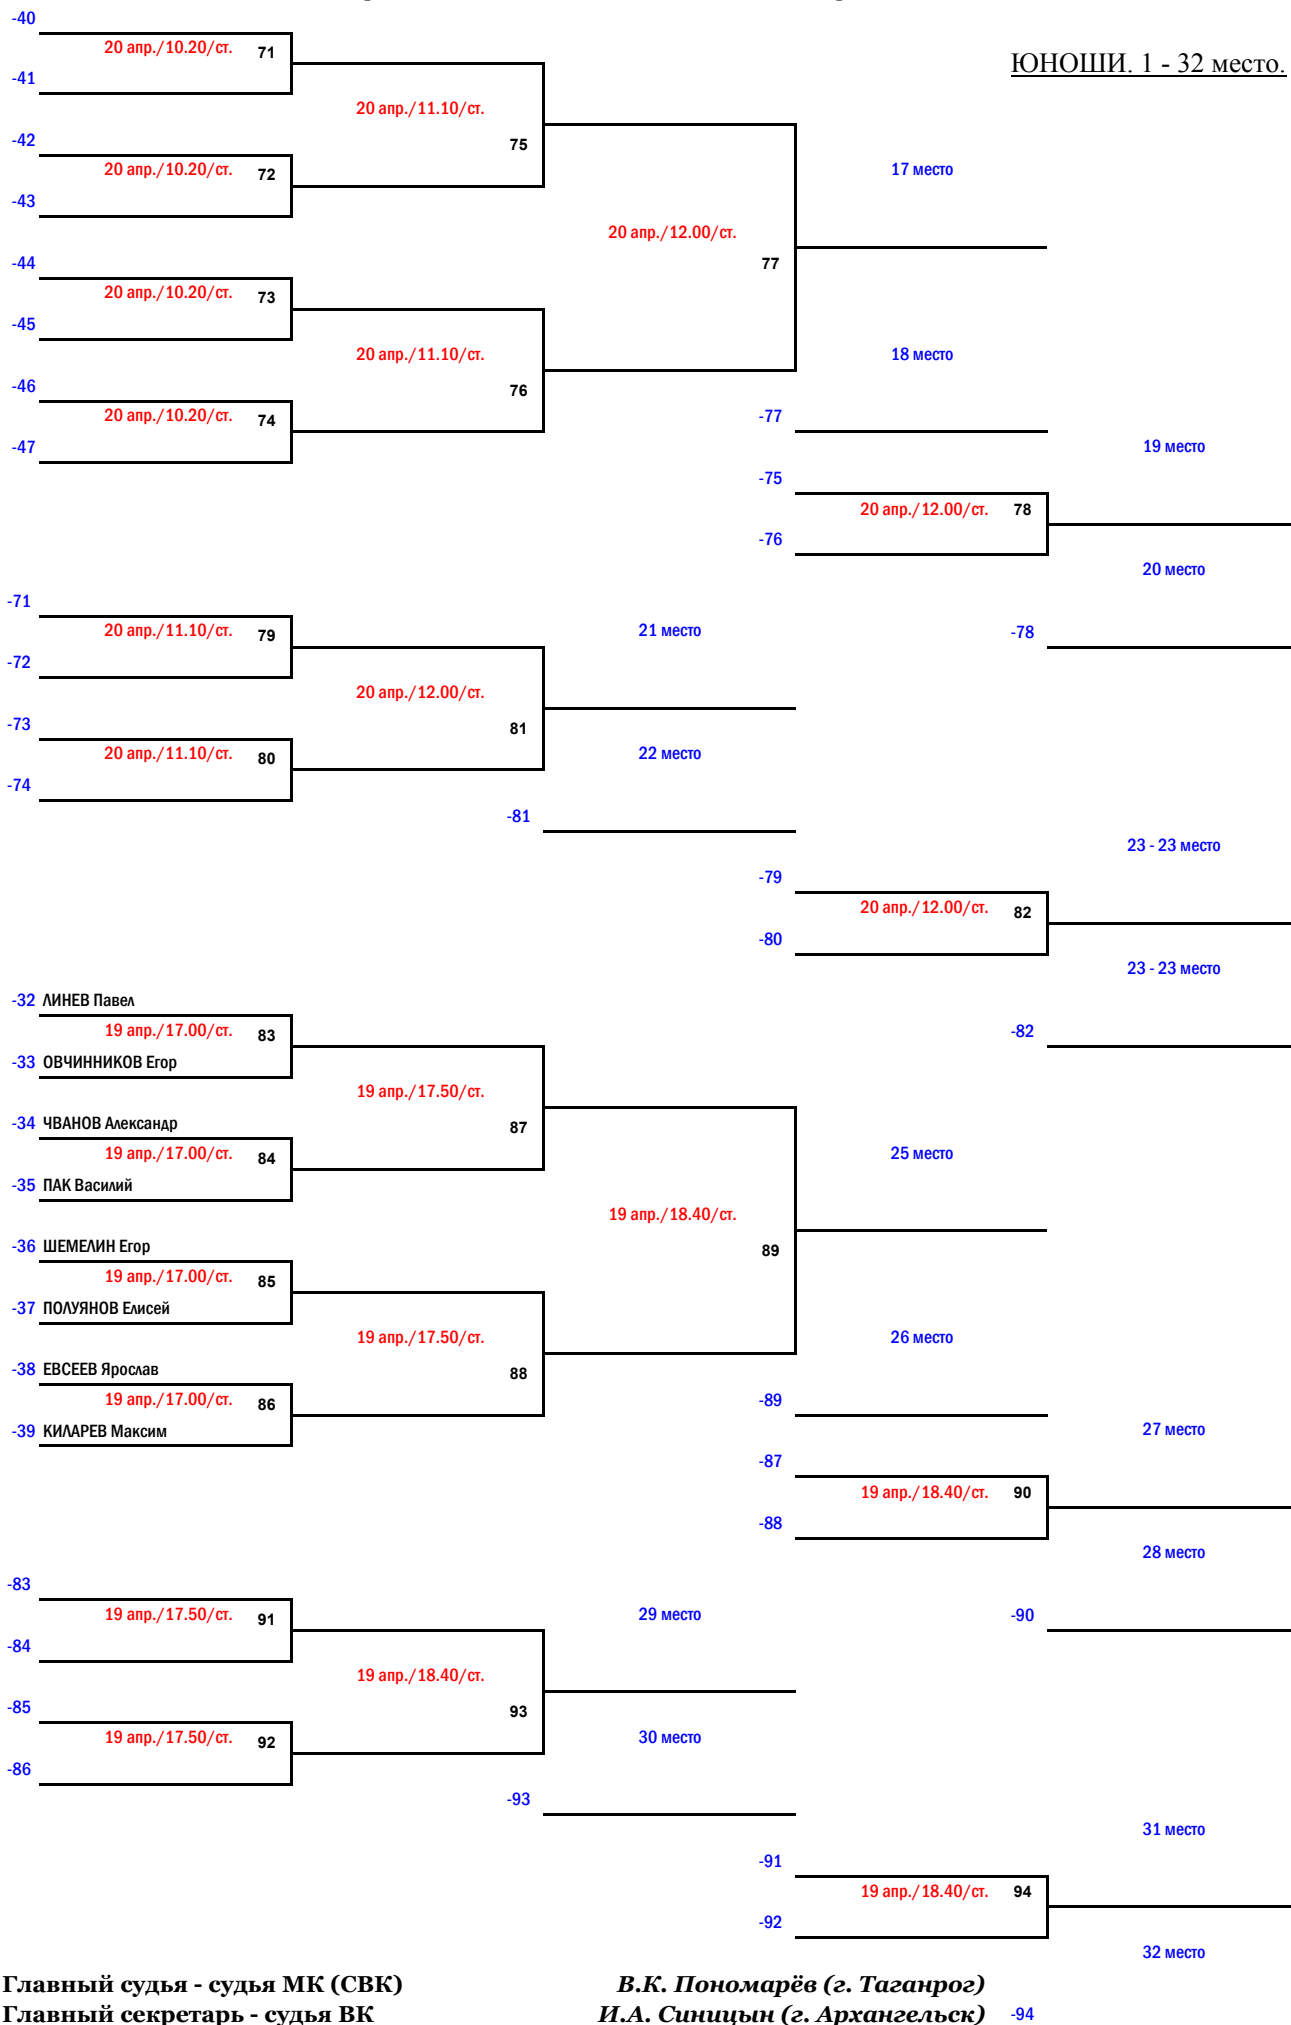 -40
20 апр./10.20/ст. 71
ЮНОШИ. 1 - 32 место.
-41
20 апр./11.10/ст.
-42
75
20 апр./10.20/ст. 72
17 место
-43
20 апр./12.00/ст.
-44
77
20 апр./10.20/ст. 73
-45
20 апр./11.10/ст.
18 место
-46
76
20 апр./10.20/ст. 74
-77
-47
19 место
-75
20 апр./12.00/ст. 78
-76
20 место
-71
20 апр./11.10/ст. 79
21 место
-78
-72
20 апр./12.00/ст.
-73
81
20 апр./11.10/ст. 80
22 место
-74
-81
23 - 23 место
-79
20 апр./12.00/ст. 82
-80
23 - 23 место
-32 ЛИНЕВ Павел
19 апр./17.00/ст. 83
-82
-33 ОВЧИННИКОВ Егор
19 апр./17.50/ст.
-34 ЧВАНОВ Александр
87
19 апр./17.00/ст. 84
25 место
-35 ПАК Василий
19 апр./18.40/ст.
-36 ШЕМЕЛИН Егор
89
19 апр./17.00/ст. 85
-37 ПОЛУЯНОВ Елисей
19 апр./17.50/ст.
26 место
-38 ЕВСЕЕВ Ярослав
88
19 апр./17.00/ст. 86
-89
-39 КИЛАРЕВ Максим
27 место
-87
19 апр./18.40/ст. 90
-88
28 место
-83
19 апр./17.50/ст. 91
29 место
-90
-84
19 апр./18.40/ст.
-85
93
19 апр./17.50/ст. 92
30 место
-86
-93
31 место
-91
19 апр./18.40/ст. 94
-92
32 место
Главный судья - судья МК (СВК) В.К. Пономарёв (г. Таганрог)
Главный секретарь - судья ВК И.А. Синицын (г. Архангельск) -94